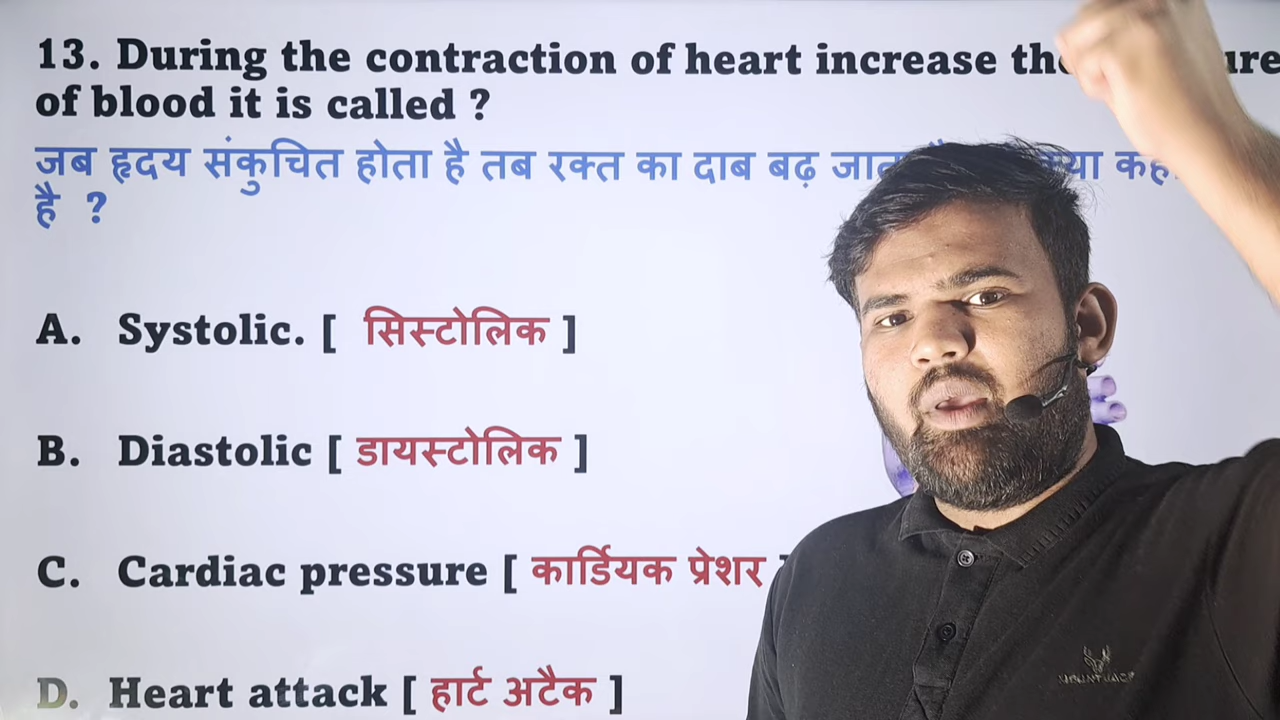 13. During the contraction of heart increase the
of blood it is called ?
जब हृदय संकुचित होता है तब रक्त का दाब बढ़
है ?
A. Systolic. [ सिस्टोलिक ]
B. Diastolic [ डायस्टोलिक ]
C. Cardiac pressure [ कार्डियक प्रेशर
D. Heart attack [ हार्ट अटैक ]